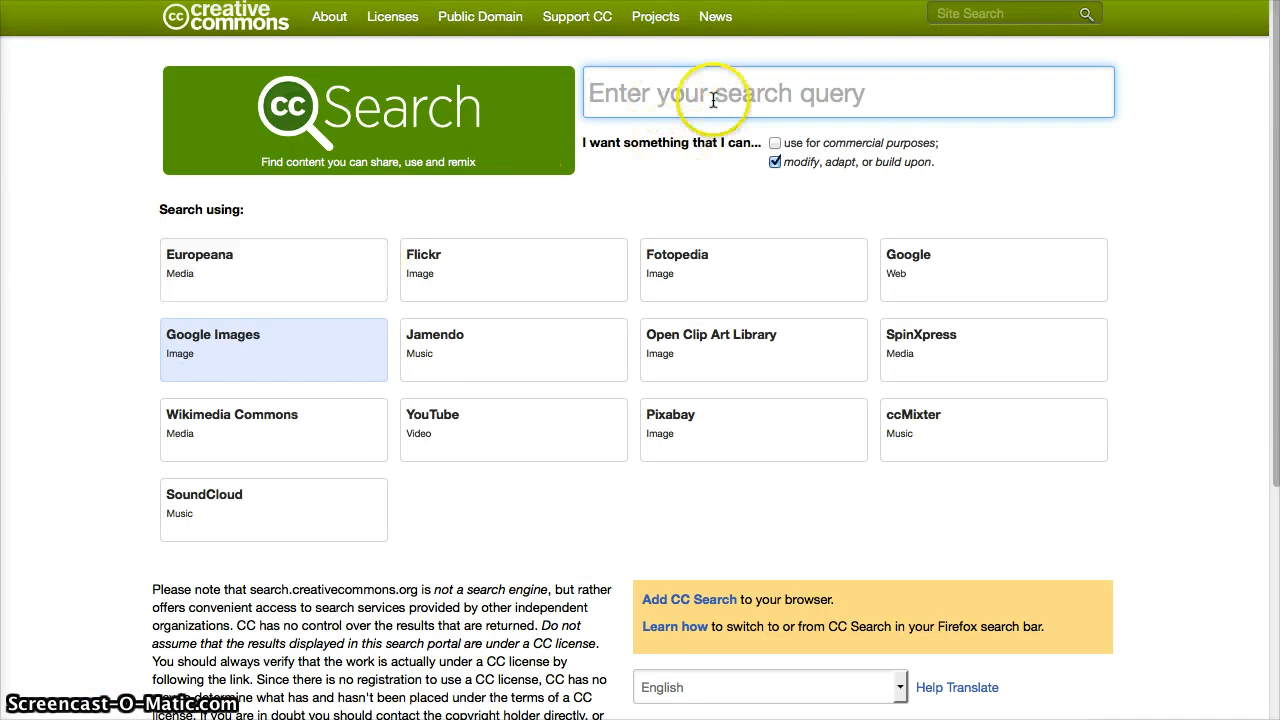 cc creative commons
About Licenses Public Domain Support CC Projects News
Site Search
cc Search
Find content you can share, use and remix
Enter your search query
I want something that I can...
use for commercial purposes;
modify, adapt, or build upon.
Search using:
Europeana
Media
Flickr
Image
Fotopedia
Image
Google
Web
Google Images
Image
Jamendo
Music
Open Clip Art Library
Image
SpinXpress
Media
Wikimedia Commons
Media
YouTube
Video
Pixabay
Image
ccMixter
Music
SoundCloud
Music
Please note that search.creativecommons.org is not a search engine, but rather
offers convenient access to search services provided by other independent
organizations. CC has no control over the results that are returned. Do not
assume that the results displayed in this search portal are under a CC license.
You should always verify that the work is actually under a CC license by
following the link. Since there is no registration to use a CC license, CC has no
determine what has and hasn't been placed under the terms of a CC
license. If you are in doubt you should contact the copyright holder directly, or
Add CC Search to your browser.
Learn how to switch to or from CC Search in your Firefox search bar.
English
Help Translate
Screencast-O-Matic.com